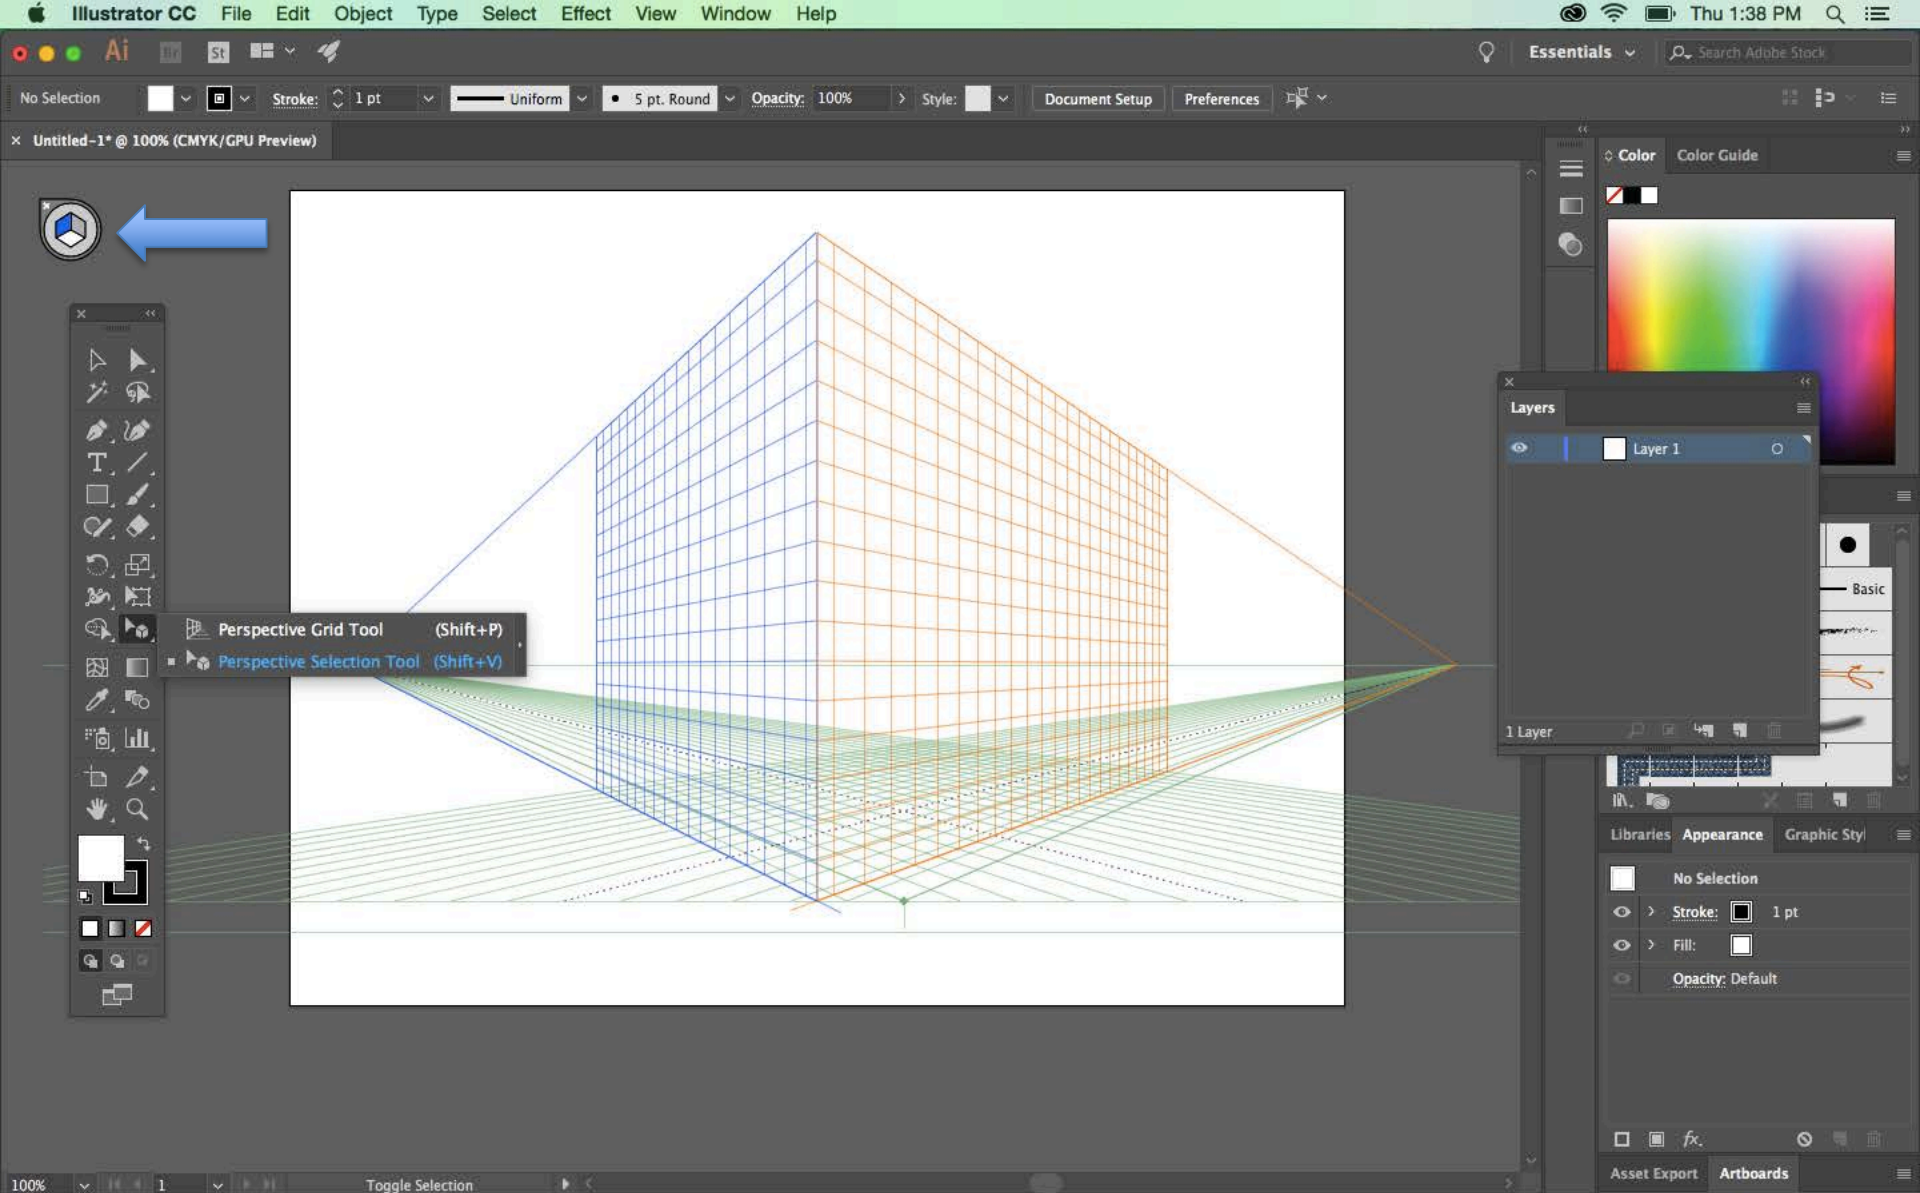 Illustrator CC File Edit Object Type Select Effect View Window Help Thu 1:38 PM
Ai Br St Essentials Search Adobe Stock
No Selection Stroke: 1 pt Uniform 5 pt. Round Opacity: 100% Style: Document Setup Preferences
× Untitled-1* @ 100% (CMYK/GPU Preview)
Color Color Guide
Layers
Layer 1
Basic
Perspective Grid Tool (Shift+P)
Perspective Selection Tool (Shift+V)
1 Layer
Libraries Appearance Graphic Styl
No Selection
Stroke: 1 pt
Fill:
Opacity: Default
fx.
Asset Export Artboards
100% 1 Toggle Selection